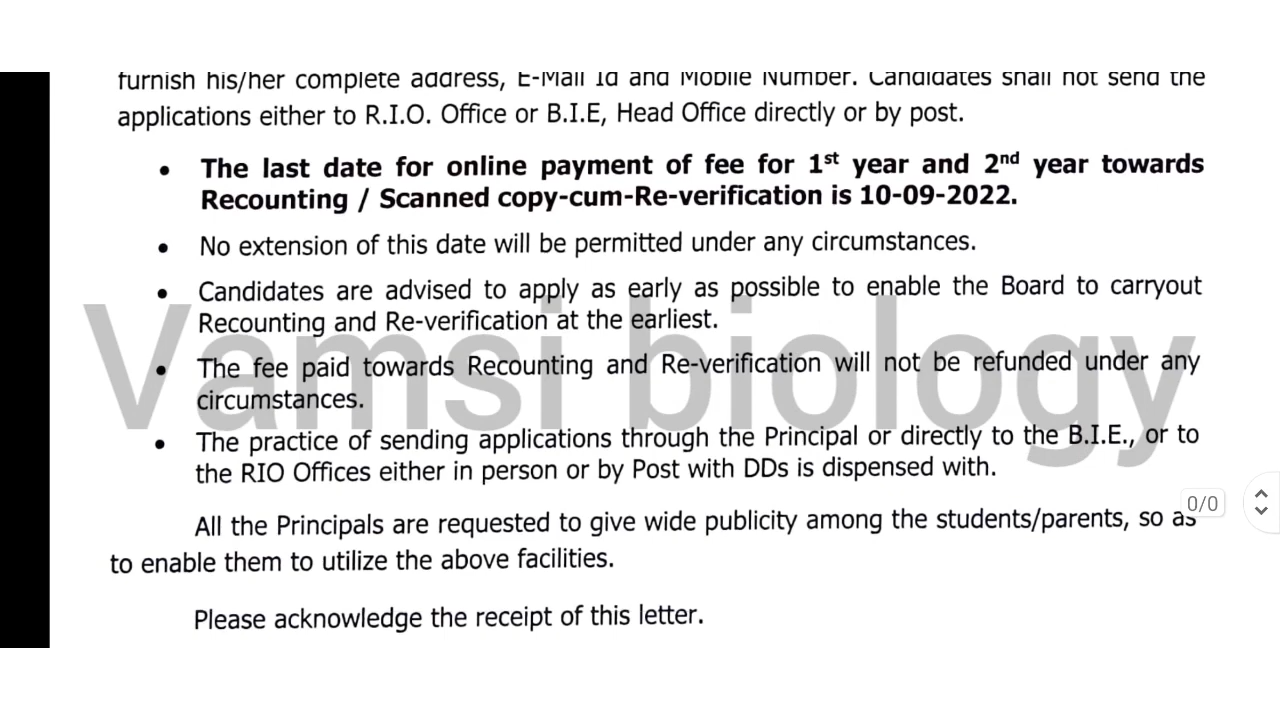 furnish his/her complete address, E-Mail Id and Mobile Number. Candidates shall not send the
applications either to R.I.O. Office or B.I.E, Head Office directly or by post.
• The last date for online payment of fee for 1st year and 2nd year towards
Recounting / Scanned copy-cum-Re-verification is 10-09-2022.
• No extension of this date will be permitted under any circumstances.
• Candidates are advised to apply as early as possible to enable the Board to carryout
Recounting and Re-verification at the earliest.
• The fee paid towards Recounting and Re-verification will not be refunded under any
circumstances.
• The practice of sending applications through the Principal or directly to the B.I.E., or to
the RIO Offices either in person or by Post with DDs is dispensed with.
All the Principals are requested to give wide publicity among the students/parents, so as
to enable them to utilize the above facilities.
Please acknowledge the receipt of this letter.
Vamsi biology
0/0